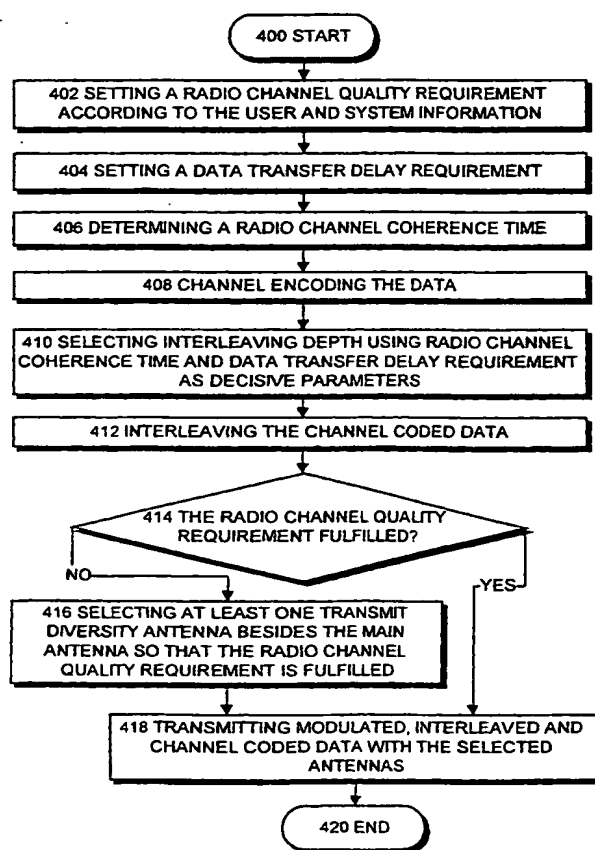 400 START
402 SETTING A RADIO CHANNEL QUALITY REQUIREMENT
ACCORDING TO THE USER AND SYSTEM INFORMATION
404 SETTING A DATA TRANSFER DELAY REQUIREMENT
406 DETERMINING A RADIO CHANNEL COHERENCE TIME
408 CHANNEL ENCODING THE DATA
410 SELECTING INTERLEAVING DEPTH USING RADIO CHANNEL
COHERENCE TIME AND DATA TRANSFER DELAY REQUIREMENT
AS DECISIVE PARAMETERS
412 INTERLEAVING THE CHANNEL CODED DATA
414 THE RADIO CHANNEL QUALITY
REQUIREMENT FULFILLED?
NO
YES
416 SELECTING AT LEAST ONE TRANSMIT
DIVERSITY ANTENNA BESIDES THE MAIN
ANTENNA SO THAT THE RADIO CHANNEL
QUALITY REQUIREMENT IS FULFILLED
418 TRANSMITTING MODULATED, INTERLEAVED AND
CHANNEL CODED DATA WITH THE SELECTED
ANTENNAS
420 END